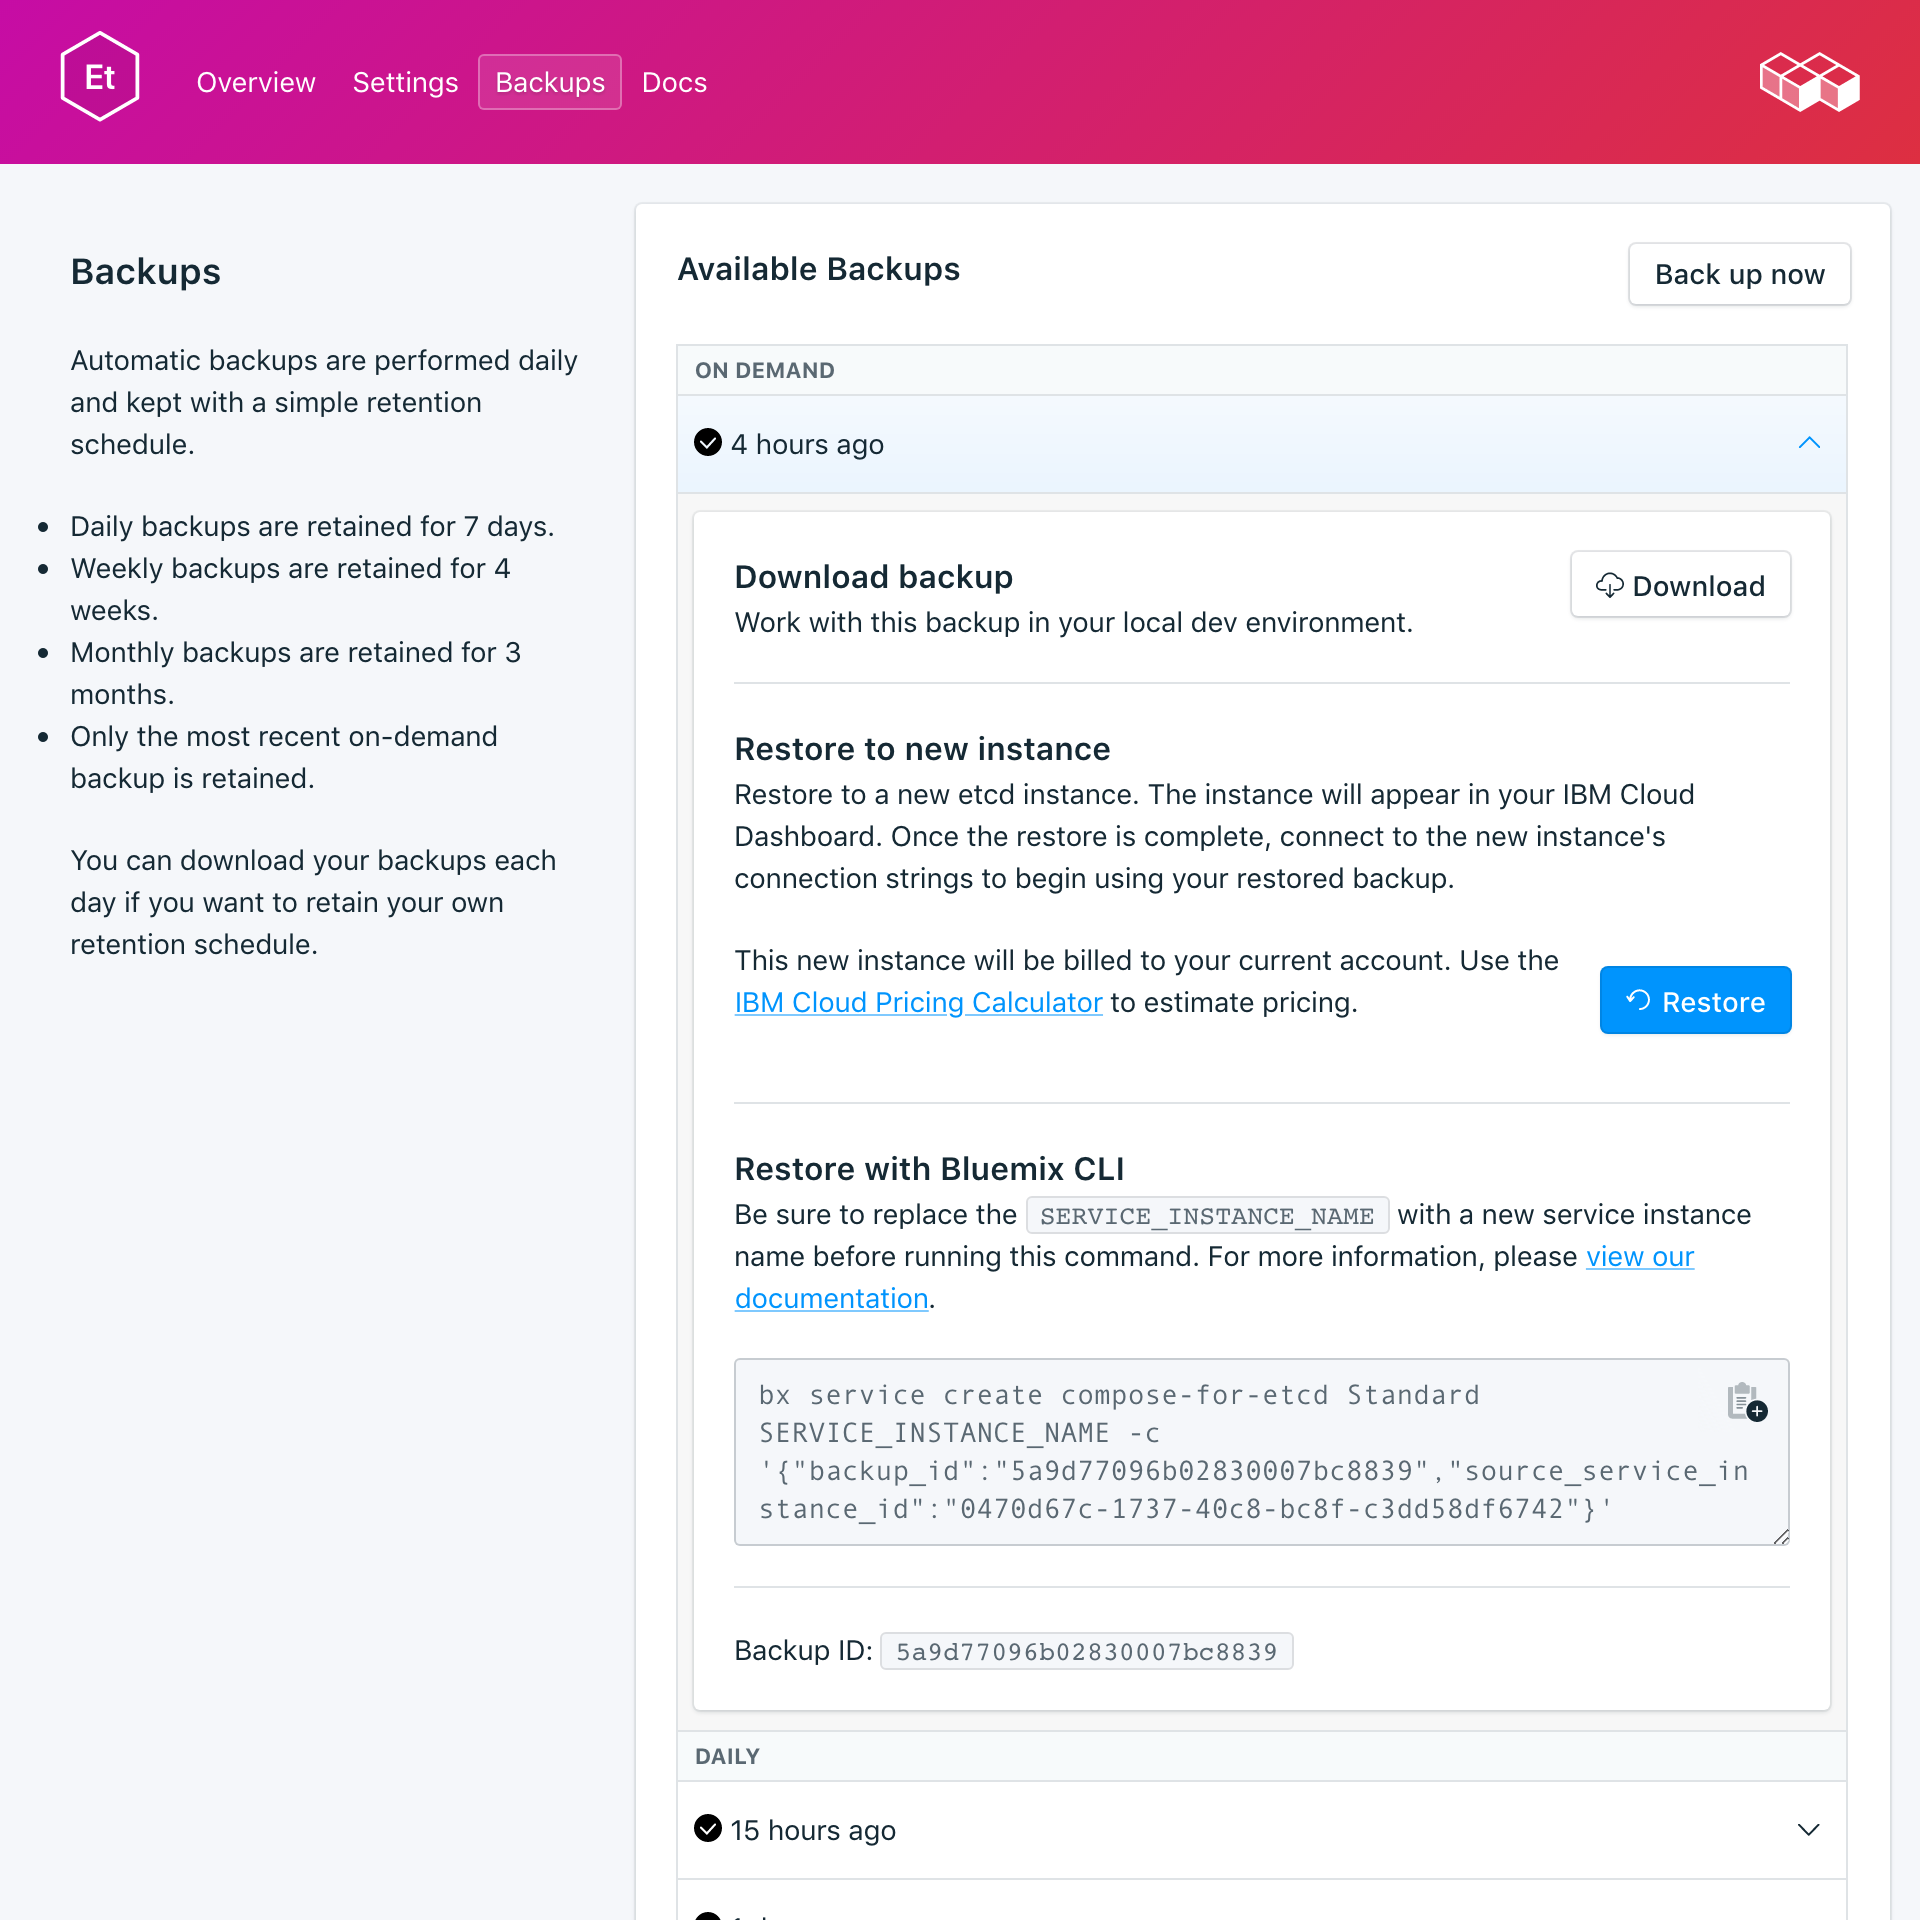 Et
Overview
Settings
Backups
Docs
Backups
Automatic backups are performed daily
and kept with a simple retention
schedule.
Daily backups are retained for 7 days.
Weekly backups are retained for 4
weeks.
Monthly backups are retained for 3
months.
Only the most recent on-demand
backup is retained.
You can download your backups each
day if you want to retain your own
retention schedule.
Available Backups
Back up now
ON DEMAND
4 hours ago
Download backup
Download
Work with this backup in your local dev environment.
Restore to new instance
Restore to a new etcd instance. The instance will appear in your IBM Cloud
Dashboard. Once the restore is complete, connect to the new instance's
connection strings to begin using your restored backup.
This new instance will be billed to your current account. Use the
IBM Cloud Pricing Calculator to estimate pricing.
Restore
Restore with Bluemix CLI
Be sure to replace the SERVICE_INSTANCE_NAME with a new service instance
name before running this command. For more information, please view our
documentation.
bx service create compose-for-etcd Standard
SERVICE_INSTANCE_NAME -c
'{"backup_id":"5a9d77096b02830007bc8839","source_service_in
stance_id":"0470d67c-1737-40c8-bc8f-c3dd58df6742"}'
Backup ID: 5a9d77096b02830007bc8839
DAILY
15 hours ago